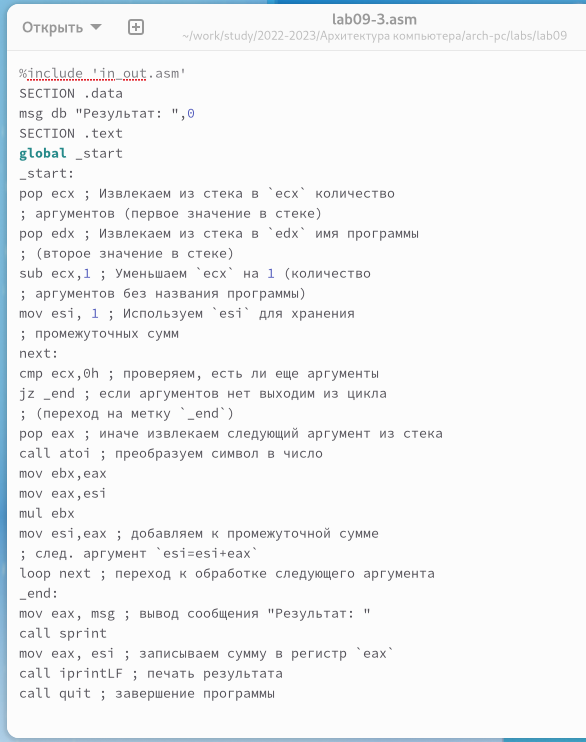 Открыть
lab09-3.asm
~/work/study/2022-2023/Архитектура компьютера/arch-pc/labs/lab09
%include 'in_out.asm'
SECTION .data
msg db "Результат: ",0
SECTION .text
global _start
_start:
pop ecx ; Извлекаем из стека в `ecx` количество
; аргументов (первое значение в стеке)
pop edx ; Извлекаем из стека в `edx` имя программы
; (второе значение в стеке)
sub ecx,1 ; Уменьшаем `ecx` на 1 (количество
; аргументов без названия программы)
mov esi, 1 ; Используем `esi` для хранения
; промежуточных сумм
next:
cmp ecx,0h ; проверяем, есть ли еще аргументы
jz _end ; если аргументов нет выходим из цикла
; (переход на метку `_end`)
pop eax ; иначе извлекаем следующий аргумент из стека
call atoi ; преобразуем символ в число
mov ebx,eax
mov eax,esi
mul ebx
mov esi,eax ; добавляем к промежуточной сумме
; след. аргумент `esi=esi+eax`
loop next ; переход к обработке следующего аргумента
_end:
mov eax, msg ; вывод сообщения "Результат: "
call sprint
mov eax, esi ; записываем сумму в регистр `eax`
call iprintLF ; печать результата
call quit ; завершение программы